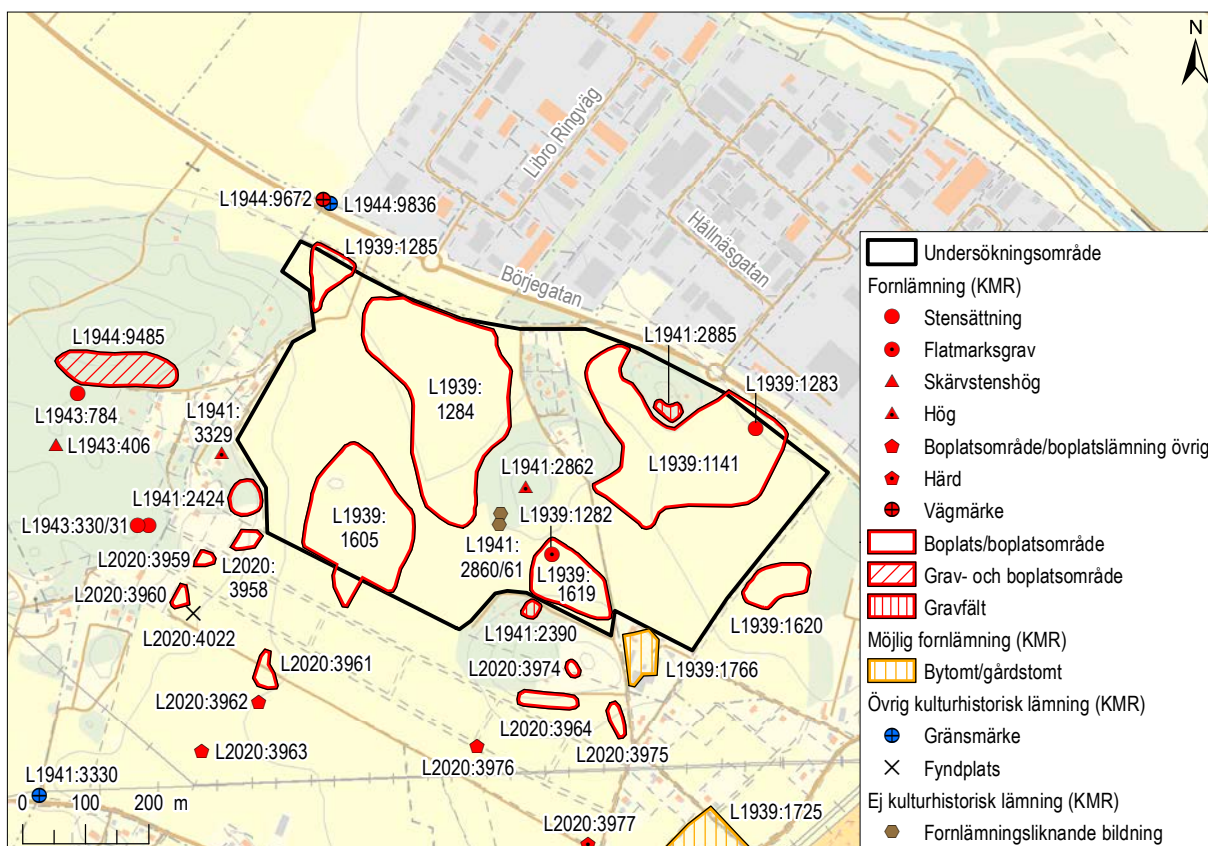 N
Libro Ringväg
Hållnäsgatan
Börjegatan
L1944:9672
L1944:9836
L1939:1285
L1944:9485
L1943:784
L1943:406
L1941:
3329
L1939:
1284
L1941:2885
L1939:1283
L1939:1141
L1941:2424
L1943:330/31
L1939:
1605
L1941:2862
L1939:1282
L1941:
2860/61
L1939:
1619
L2020:3959
L2020:
3958
L2020:3960
L2020:4022
L1941:2390
L1939:1620
L1939:1766
L2020:3961
L2020:3974
L2020:3962
L2020:3964
L2020:3975
L2020:3963
L2020:3976
L1941:3330
L2020:3977
L1939:1725
0 100 200 m
Undersökningsområde
Fornlämning (KMR)
Stensättning
Flatmarksgrav
Skärvstenshög
Hög
Boplatsområde/boplatslämning övrig
Härd
Vägmärke
Boplats/boplatsområde
Grav- och boplatsområde
Gravfält
Möjlig fornlämning (KMR)
Bytomt/gårdstomt
Övrig kulturhistorisk lämning (KMR)
Gränsmärke
Fyndplats
Ej kulturhistorisk lämning (KMR)
Fornlämningsliknande bildning